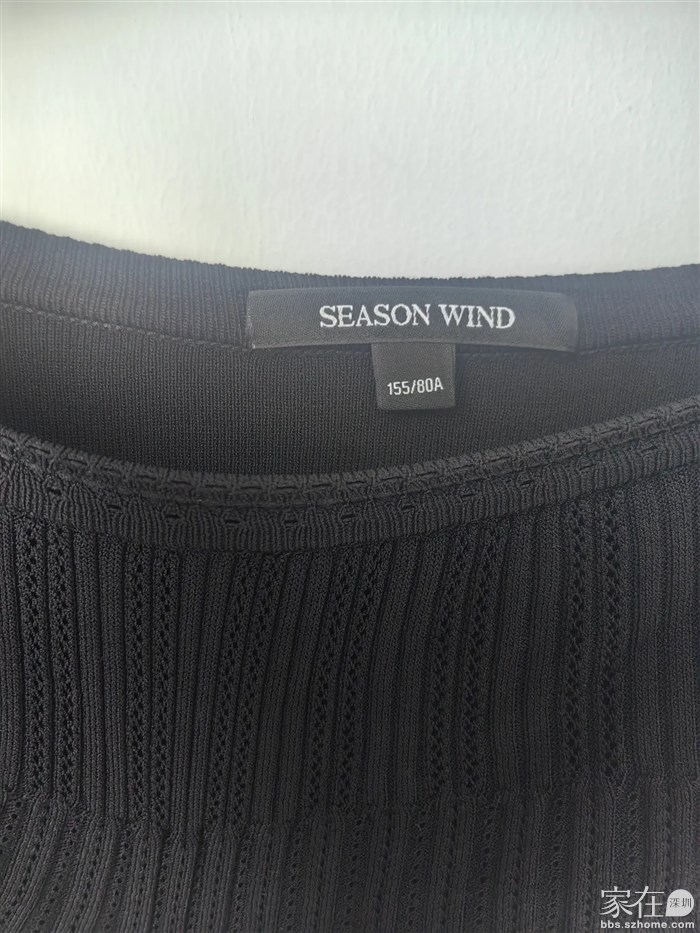 SEASON WIND
155/80A
家在深圳
bbs.szhome.com